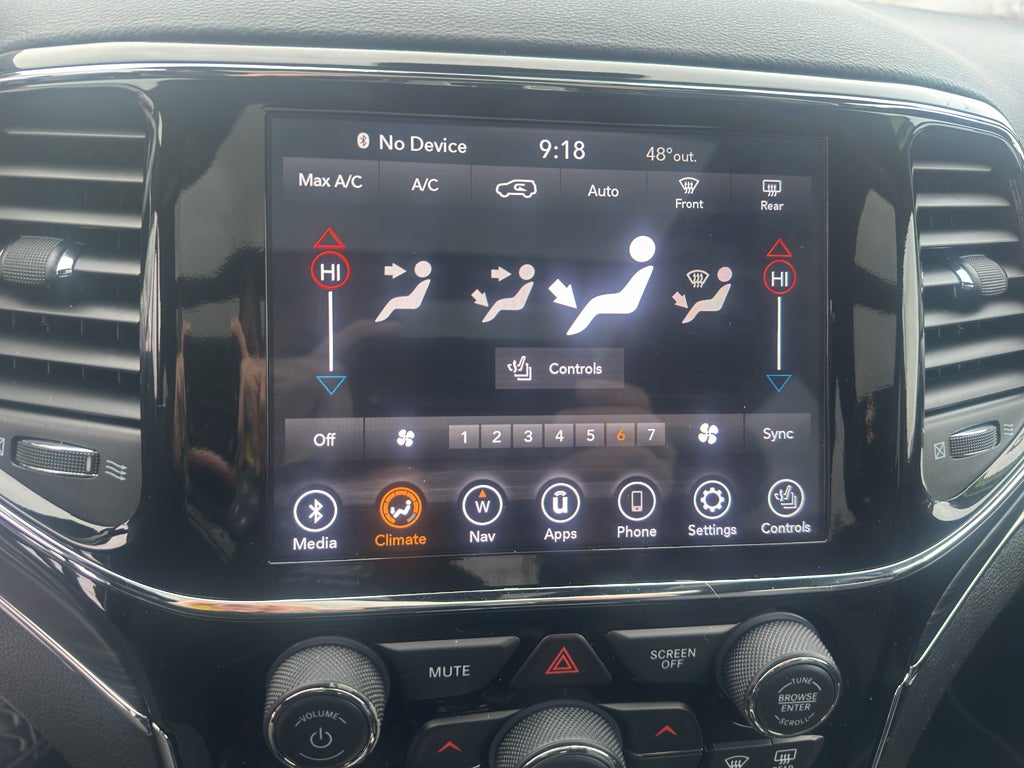 No Device 9:18 48°out.
Max A/C A/C Auto Front Rear
HI HI
Controls
Off 1 2 3 4 5 6 7 Sync
W
Media Climate Nav Apps Phone Settings Controls
MUTE SCREEN OFF
VOLUME
TUNE
BROWSE
ENTER
SCROLL
REAR